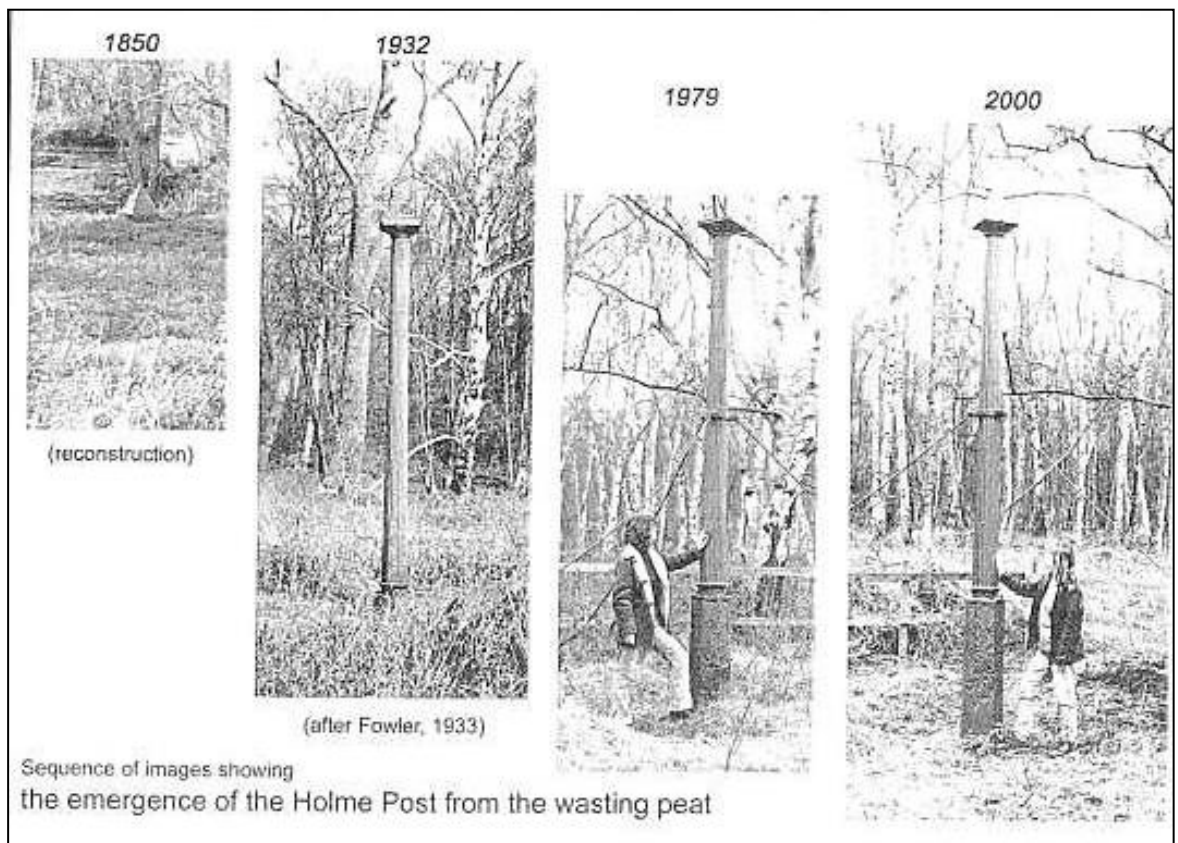 1850
1932
1979
2000
(reconstruction)
(after Fowler, 1933)
Sequence of images showing
the emergence of the Holme Post from the wasting peat